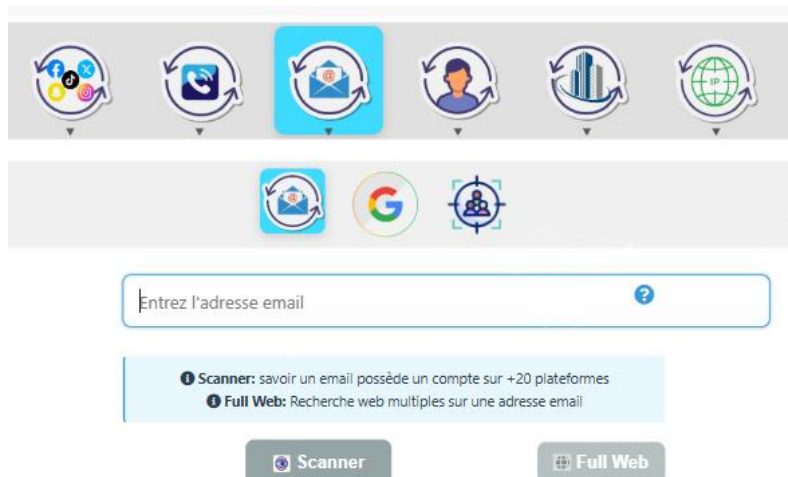 @
IP
@
G
Entrez l'adresse email
?
Scanner: savoir un email possède un compte sur +20 plateformes
Full Web: Recherche web multiples sur une adresse email
Scanner
Full Web